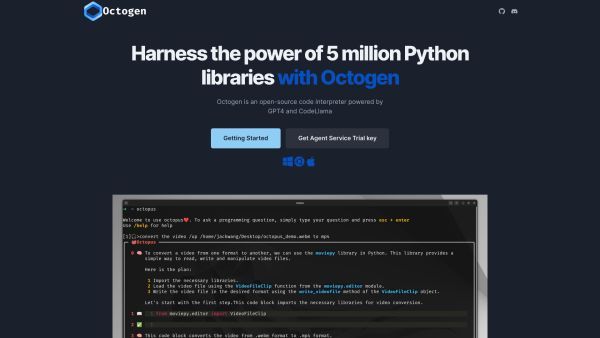 Octogen
Harness the power of 5 million Python
libraries with Octogen
Octogen is an open-source code interpreter powered by
GPT4 and CodeLlama
Getting Started
Get Agent Service Trial key
octopus
Welcome to use octopus❤️. To ask a programming question, simply type your question and press esc + enter
Use /help for help
[1]🎧>convert the video /up /home/jackwang/Desktop/octopus_demo.webm to mp4
🐙Octopus
0 🧠 To convert a video from one format to another, we can use the moviepy library in Python. This library provides a
simple way to read, write and manipulate video files.
Here is the plan:
1 Import the necessary libraries.
2 Load the video using the VideoFileClip function from the moviepy.editor module.
3 Write the video file in the desired format using the write_videofile method of the VideoFileClip object.
Let's start with the first step.This code block imports the necessary libraries for video conversion.
1 📖 1 from moviepy.editor import VideoFileClip
2 ✅
3 🧠 This code block converts the video from .webm format to .mp4 format.